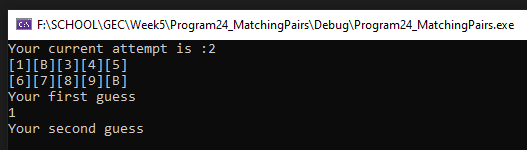 F:\SCHOOL\GEC\Week5\Program24_MatchingPairs\Debug\Program24_MatchingPairs.exe
Your current attempt is :2
[1][B][3][4][5]
[6][7][8][9][B]
Your first guess
1
Your second guess